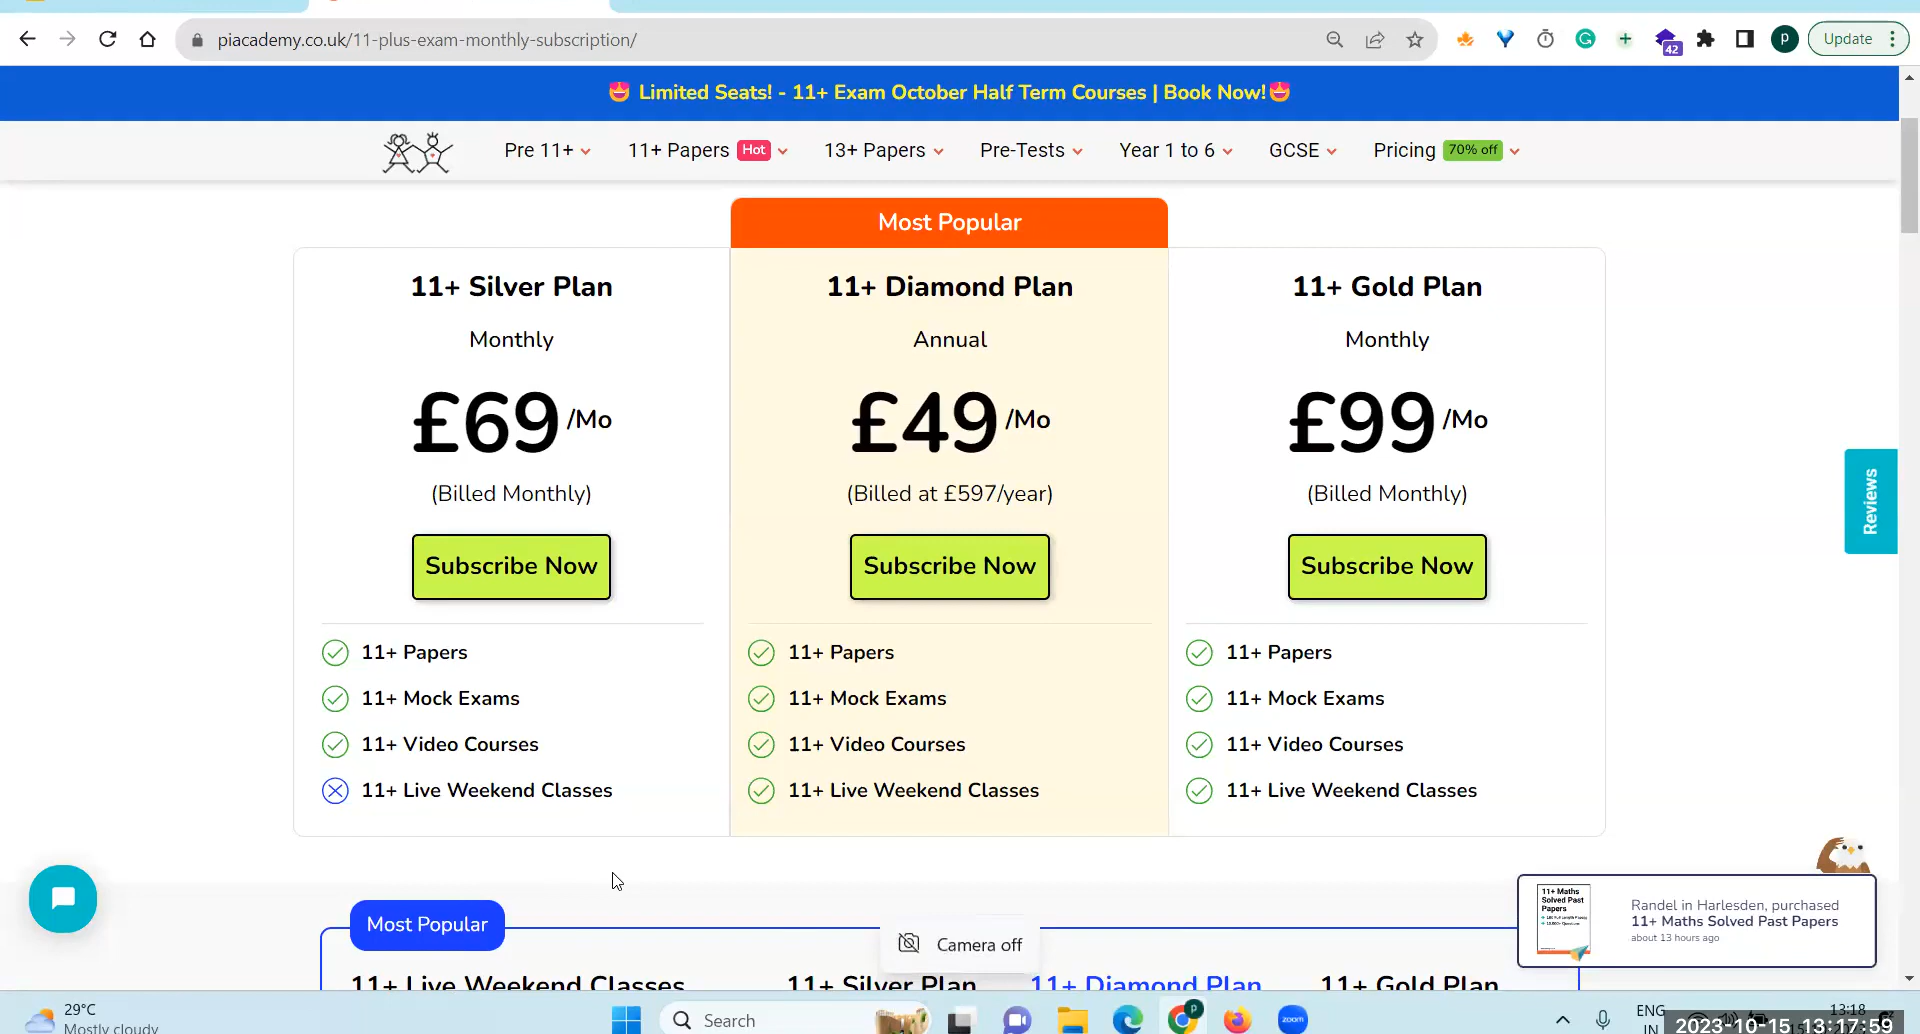 piacademy.co.uk/11-plus-exam-monthly-subscription/
42
P
Update
Limited Seats! - 11+ Exam October Half Term Courses | Book Now!
Pre 11+
11+ Papers Hot
13+ Papers
Pre-Tests
Year 1 to 6
GCSE
Pricing 70% off
Most Popular
11+ Silver Plan
Monthly
£69 /Mo
(Billed Monthly)
Subscribe Now
11+ Papers
11+ Mock Exams
11+ Video Courses
11+ Live Weekend Classes
11+ Diamond Plan
Annual
£49 /Mo
(Billed at £597/year)
Subscribe Now
11+ Papers
11+ Mock Exams
11+ Video Courses
11+ Live Weekend Classes
11+ Gold Plan
Monthly
£99 /Mo
(Billed Monthly)
Subscribe Now
11+ Papers
11+ Mock Exams
11+ Video Courses
11+ Live Weekend Classes
Reviews
Most Popular
11+ Live Weekend Classes
11+ Silver Plan
11+ Diamond Plan
11+ Gold Plan
Camera off
11+ Maths
Solved Past
Papers
Randel in Harlesden, purchased
11+ Maths Solved Past Papers
about 13 hours ago
29°C
Mostly cloudy
Search
P
zoom
ENG
IN
13:18
2023-10-15 13:17:59